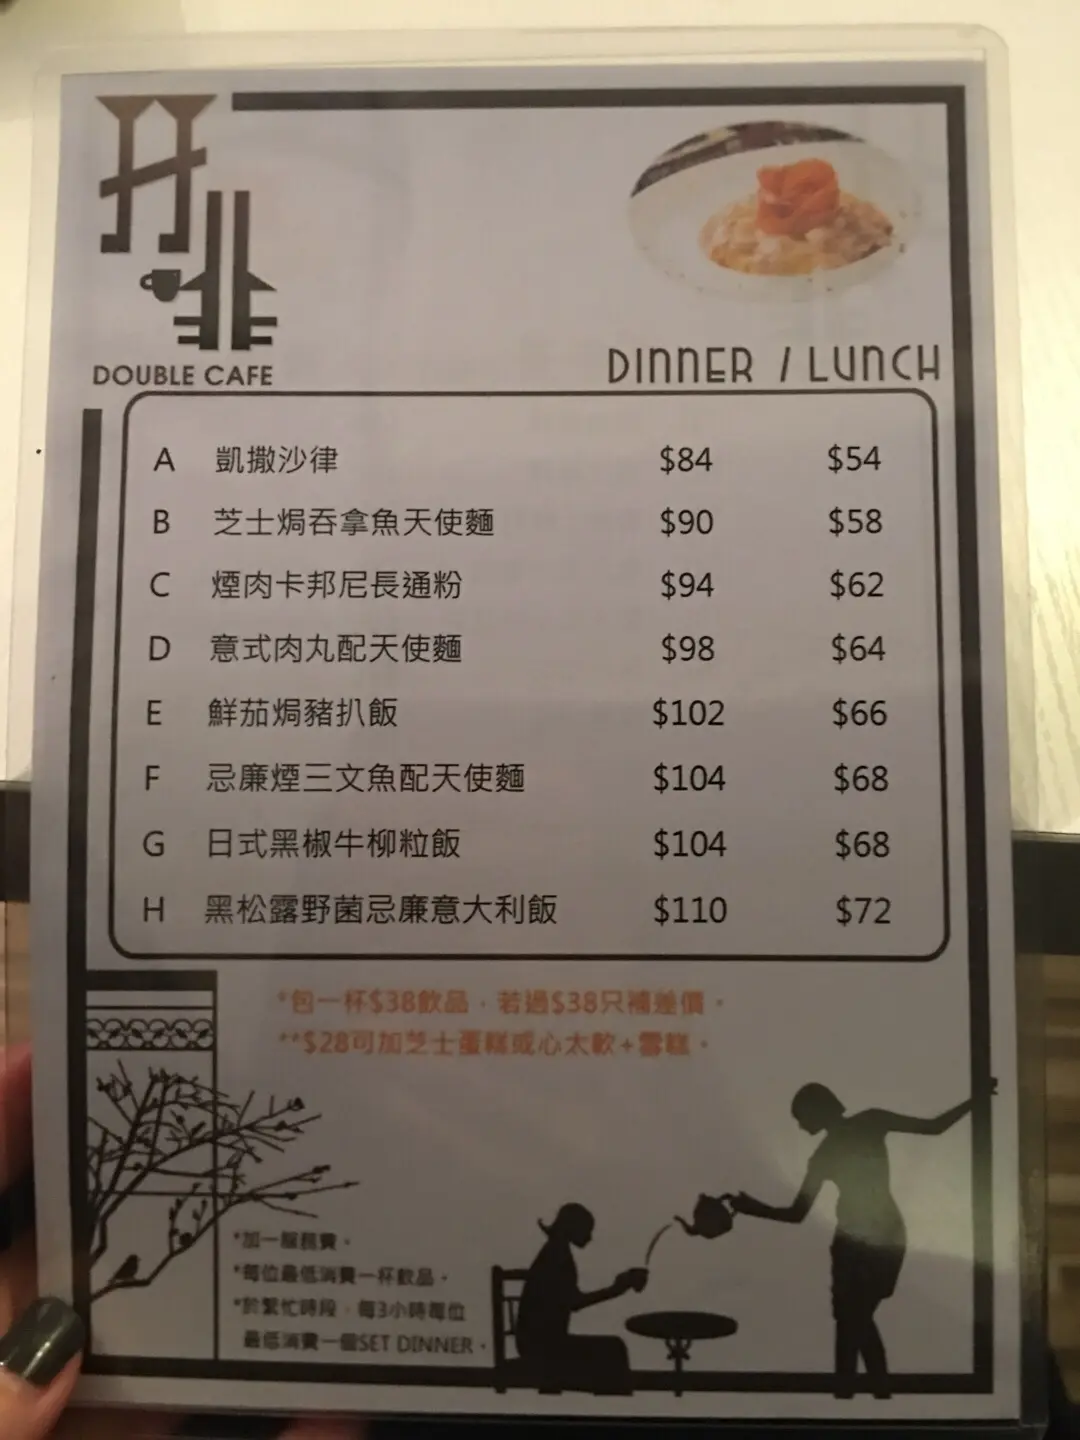 DOUBLE CAFE
DINNER / LUNCH
A 凱撒沙律 $84 $54
B 芝士焗吞拿魚天使麵 $90 $58
C 煙肉卡邦尼長通粉 $94 $62
D 意式肉丸配天使麵 $98 $64
E 鮮茄焗豬扒飯 $102 $66
F 忌廉煙三文魚配天使麵 $104 $68
G 日式黑椒牛柳粒飯 $104 $68
H 黑松露野菌忌廉意大利飯 $110 $72
*包一杯$38飲品，若過$38只補差價。
**$28可加芝士蛋糕或心太軟+雪糕。
*加一服務費。
*每位最低消費一杯飲品。
*於繁忙時段，每3小時每位
最低消費一個SET DINNER。